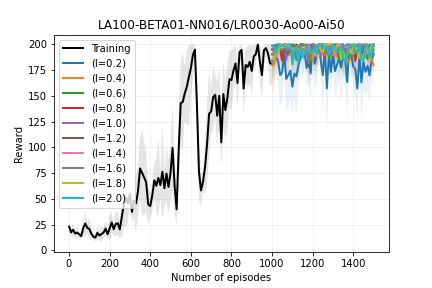 LA100-BETA01-NN016/LR0030-Ao00-Ai50
200
175
150
125
100
75
50
25
0
Reward
Training
(l=0.2)
(l=0.4)
(l=0.6)
(l=0.8)
(l=1.0)
(l=1.2)
(l=1.4)
(l=1.6)
(l=1.8)
(l=2.0)
0 200 400 600 800 1000 1200 1400
Number of episodes